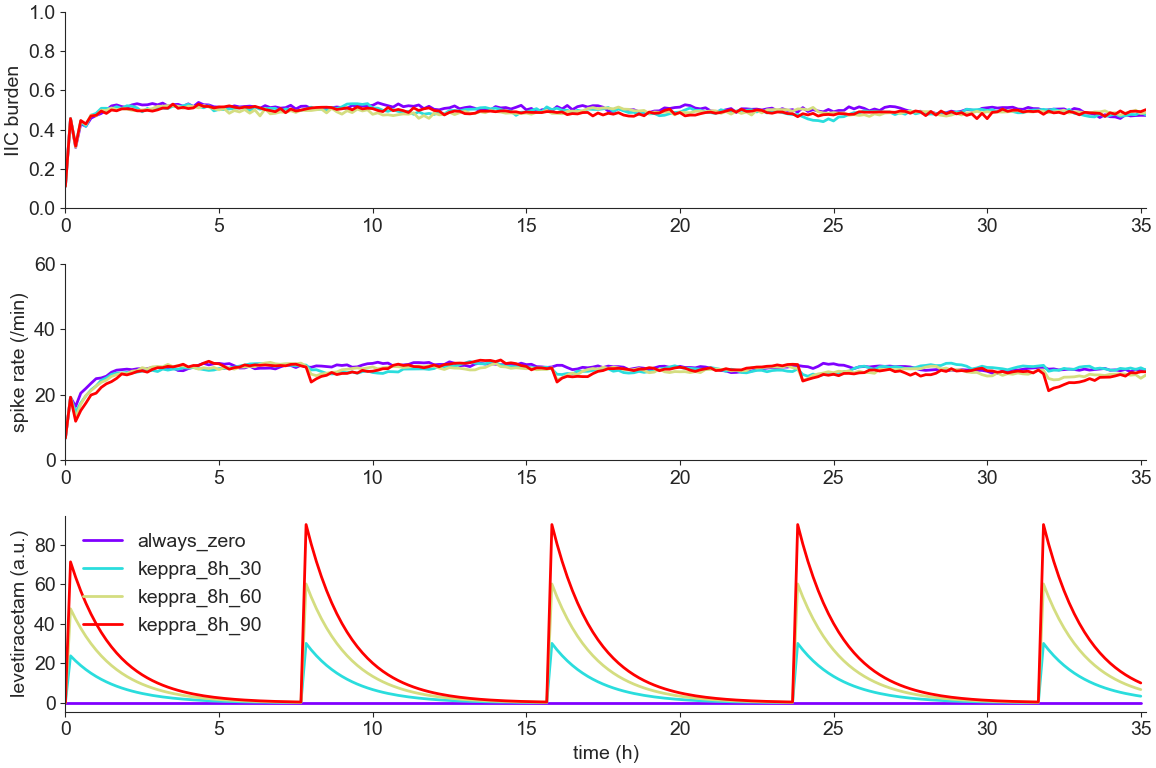 IIC burden
1.0
0.8
0.6
0.4
0.2
0.0
0 5 10 15 20 25 30 35
spike rate (/min)
60
40
20
0
0 5 10 15 20 25 30 35
levetiracetam (a.u.)
80
60
40
20
0
always_zero
keppra_8h_30
keppra_8h_60
keppra_8h_90
0 5 10 15 20 25 30 35
time (h)